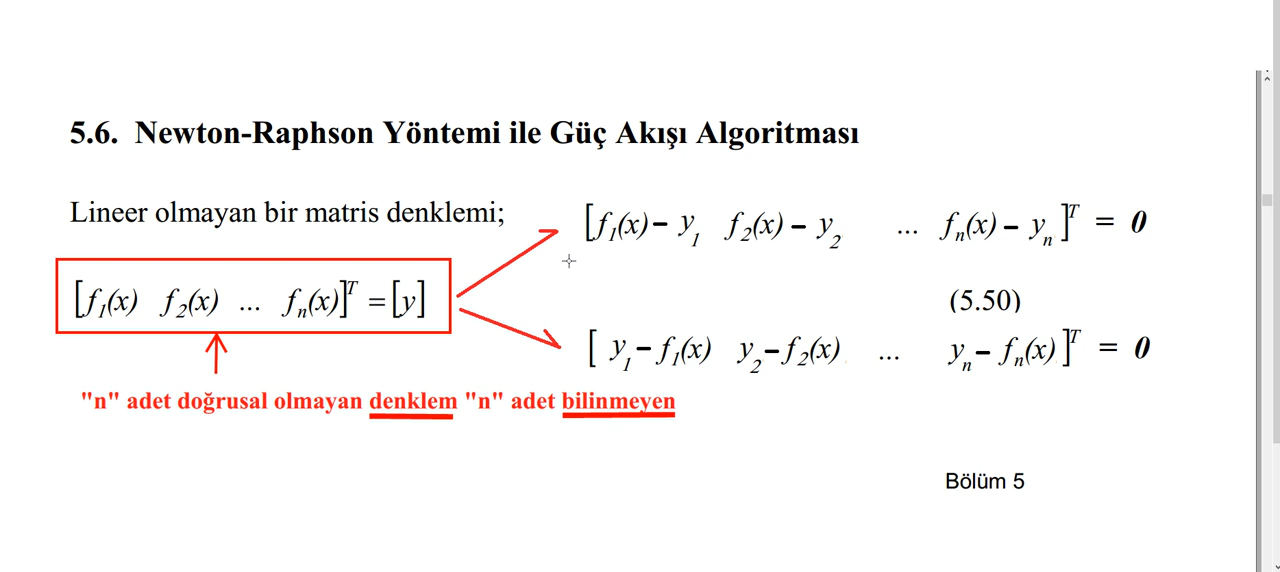 5.6. Newton-Raphson Yöntemi ile Güç Akışı Algoritması
Lineer olmayan bir matris denklemi;
[f₁(x) − y₁ f₂(x) − y₂ ... fₙ(x) − yₙ]ᵀ = 0
[f₁(x) f₂(x) ... fₙ(x)]ᵀ = [y]
(5.50)
[ y₁ − f₁(x) y₂ − f₂(x) ... yₙ − fₙ(x) ]ᵀ = 0
"n" adet doğrusal olmayan denklem "n" adet bilinmeyen
Bölüm 5